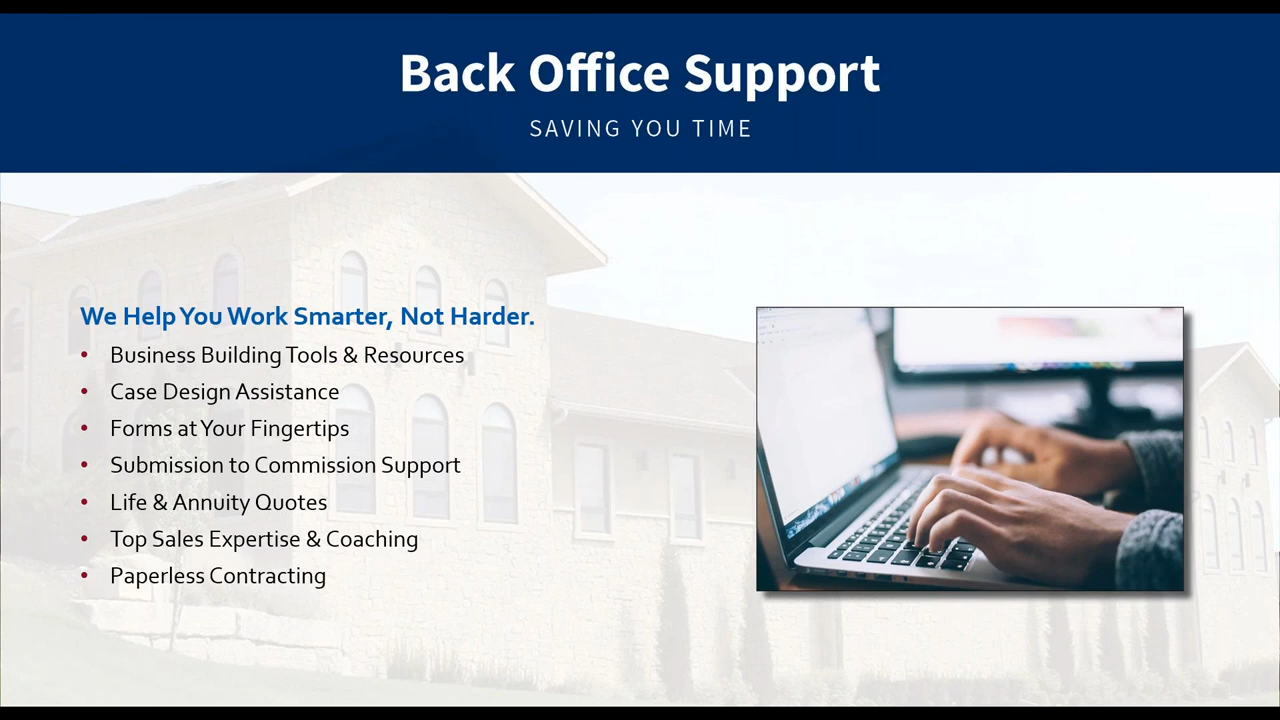 Back Office Support
SAVING YOU TIME
We Help You Work Smarter, Not Harder.
• Business Building Tools & Resources
• Case Design Assistance
• Forms at Your Fingertips
• Submission to Commission Support
• Life & Annuity Quotes
• Top Sales Expertise & Coaching
• Paperless Contracting